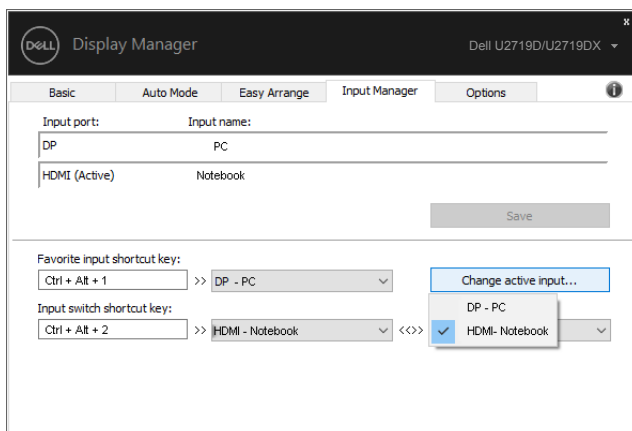 x
DELL Display Manager Dell U2719D/U2719DX
Basic Auto Mode Easy Arrange Input Manager Options i
Input port: Input name:
DP PC
HDMI (Active) Notebook
Save
Favorite input shortcut key:
Ctrl + Alt + 1 >> DP - PC Change active input...
Input switch shortcut key:
DP - PC
Ctrl + Alt + 2 >> HDMI - Notebook <<>> HDMI- Notebook